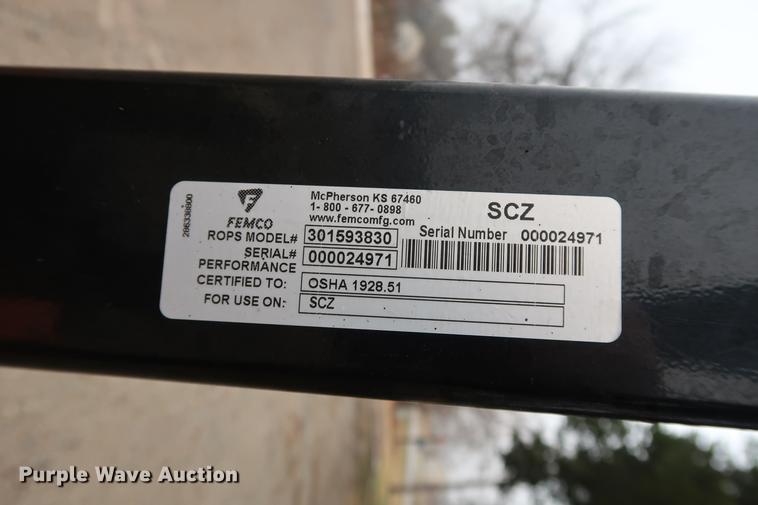 206338800
FEMCO
McPherson KS 67460
1- 800 -677- 0898
www.femcomfg.com
SCZ
ROPS MODEL# 301593830
Serial Number 000024971
SERIAL# 000024971
PERFORMANCE
CERTIFIED TO: OSHA 1928.51
FOR USE ON: SCZ
Purple Wave Auction